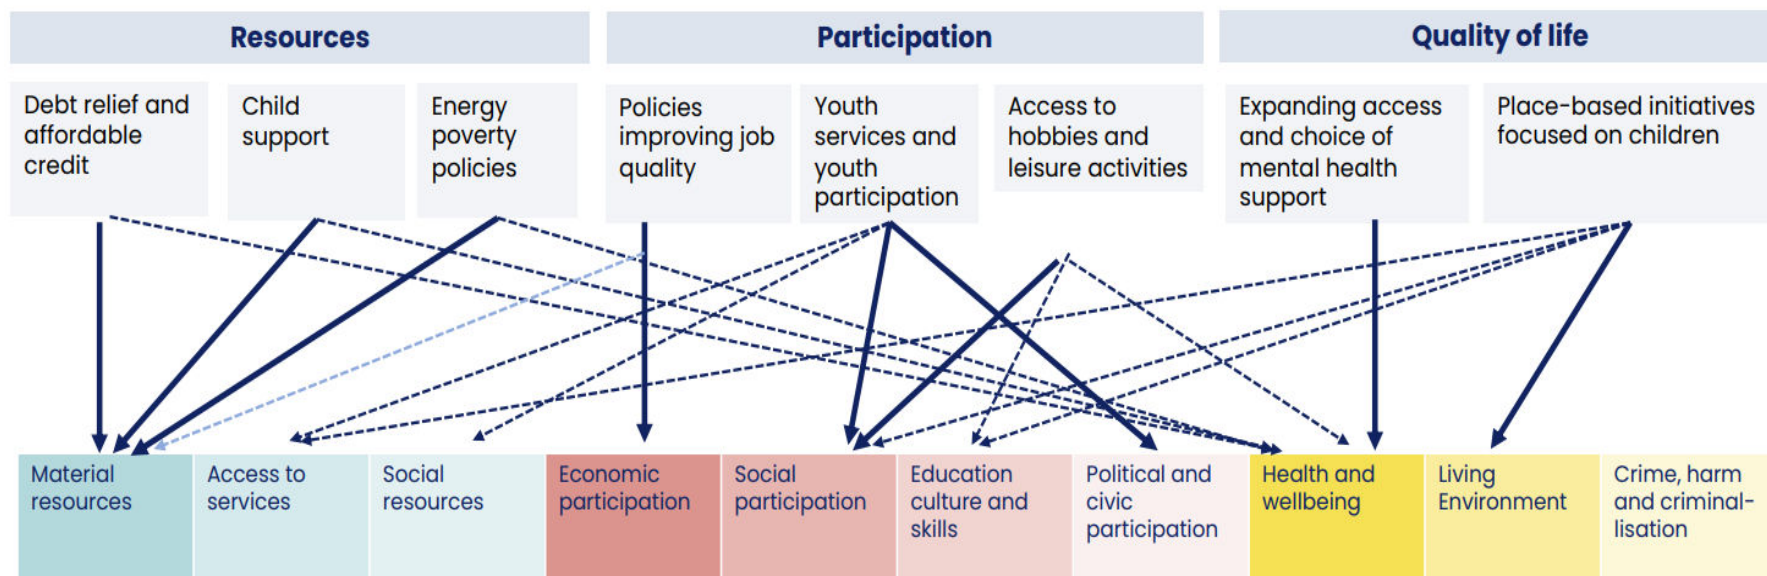 Resources
Participation
Quality of life
Debt relief and
affordable
credit
Child
support
Energy
poverty
policies
Policies
improving job
quality
Youth
services and
youth
participation
Access to
hobbies and
leisure activities
Expanding access
and choice of
mental health
support
Place-based initiatives
focused on children
Material
resources
Access to
services
Social
resources
Economic
participation
Social
participation
Education
culture and
skills
Political and
civic
participation
Health and
wellbeing
Living
Environment
Crime, harm
and criminal-
lisation